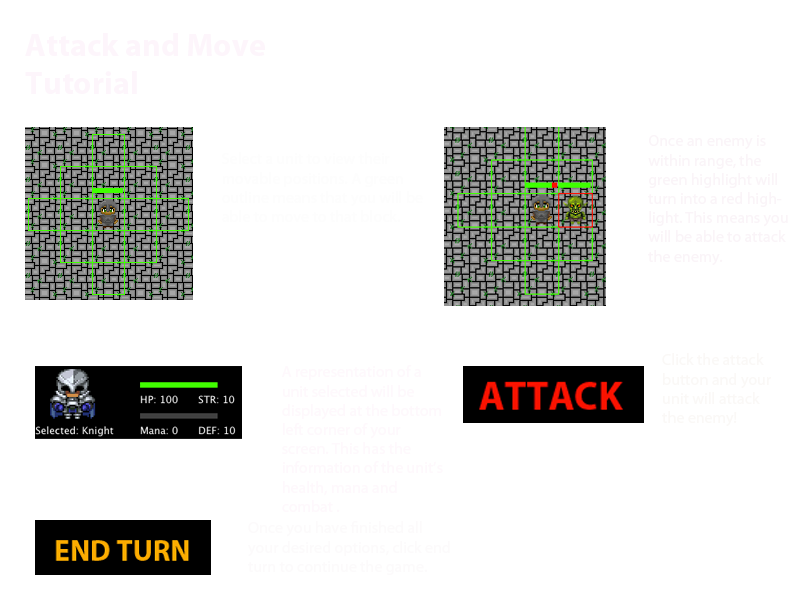 Attack and Move
Tutorial
Once an enemy is
within range, the
green highlight will
turn into a red high-
light. This means you
will be able to attack
the enemy.
HP: 100 STR: 10
Selected: Knight Mana: 0 DEF: 10
A representation of a
unit selected will be
displayed at the bottom
left corner of your
screen. This has the
information of the unit's
health, mana and
combat.
ATTACK
Click the attack
button and your
unit will attack
the enemy!
END TURN
Once you have finished all
your desired options, click end
turn to continue the game.